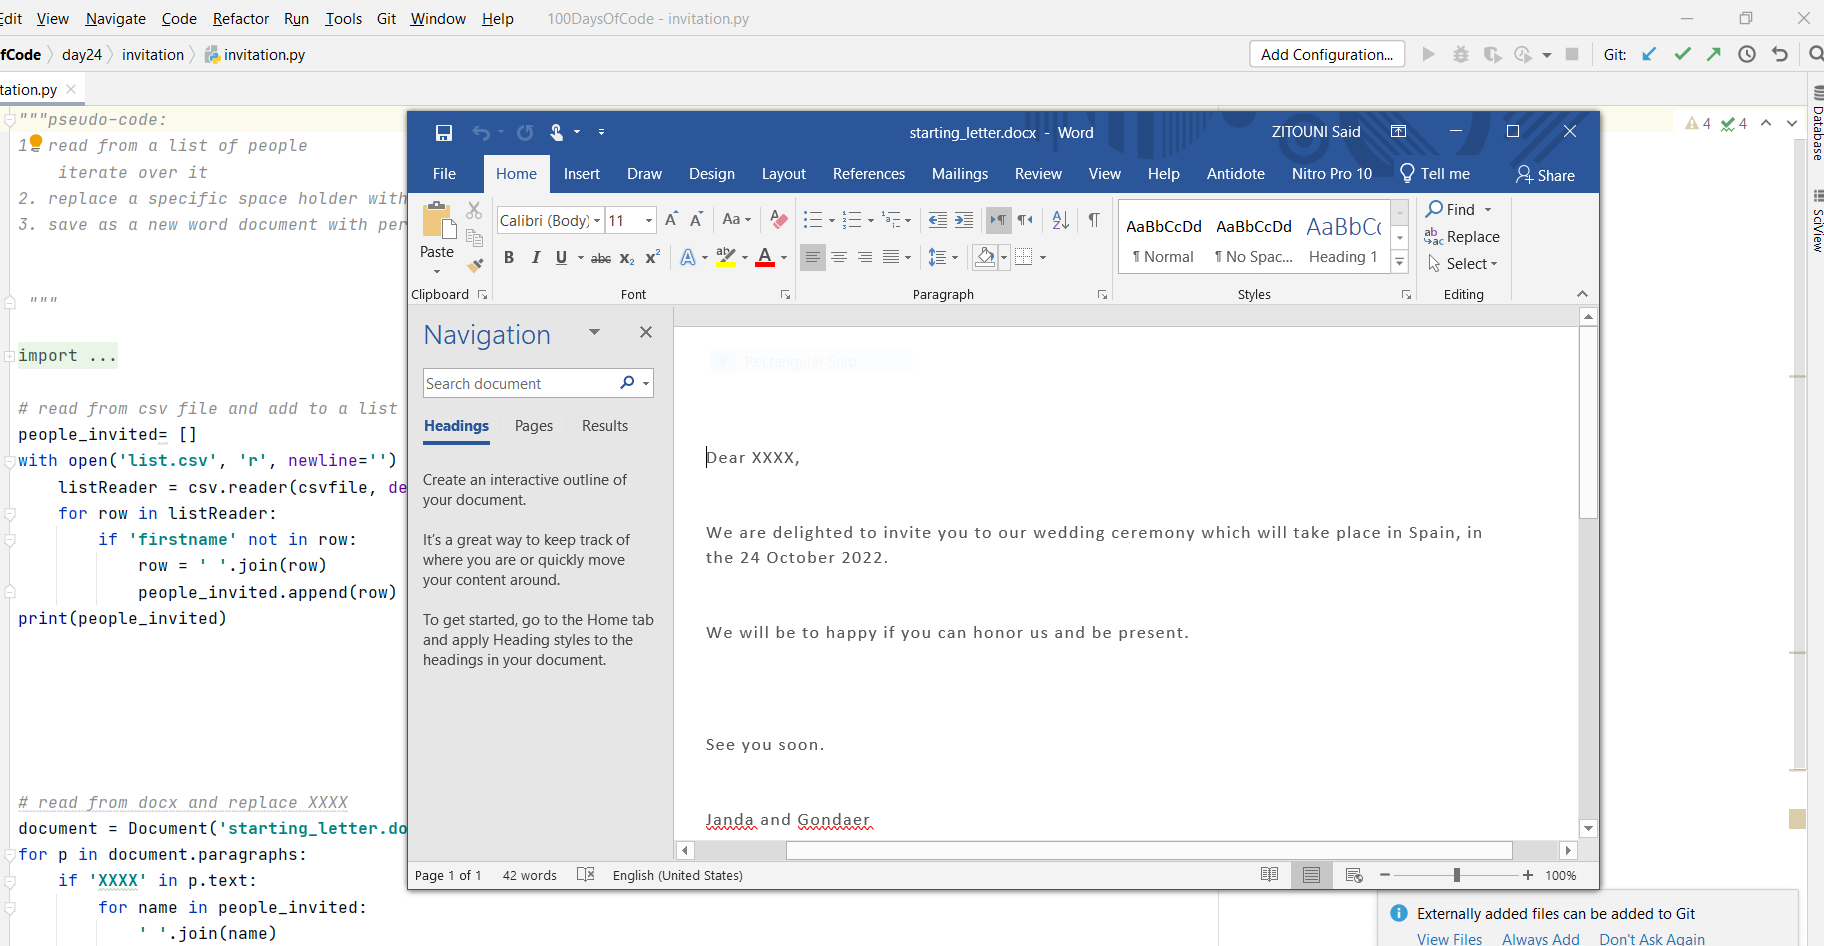 Edit View Navigate Code Refactor Run Tools Git Window Help 100DaysOfCode - invitation.py
fCode day24 invitation invitation.py Add Configuration... Git:
tation.py
"""pseudo-code: 4 4
1 read from a list of people
iterate over it
2. replace a specific space holder with
3. save as a new word document with per
"""
import ...
# read from csv file and add to a list
people_invited= []
with open('list.csv', 'r', newline='')
listReader = csv.reader(csvfile, de
for row in listReader:
if 'firstname' not in row:
row = ' '.join(row)
people_invited.append(row)
print(people_invited)
# read from docx and replace XXXX
document = Document('starting_letter.do
for p in document.paragraphs:
if 'XXXX' in p.text:
for name in people_invited:
' '.join(name)
starting_letter.docx - Word ZITOUNI Said
File Home Insert Draw Design Layout References Mailings Review View Help Antidote Nitro Pro 10 Tell me Share
Paste
Calibri (Body) 11 Aa
B I U abc X2 X2 A ab A
AaBbCcDd AaBbCcDd AaBbCc
¶ Normal ¶ No Spac... Heading 1
Find
Replace
Select
Clipboard Font Paragraph Styles Editing
Navigation
Search document
Headings Pages Results
Create an interactive outline of
your document.
It's a great way to keep track of
where you are or quickly move
your content around.
To get started, go to the Home tab
and apply Heading styles to the
headings in your document.
Rectangular Snip
Dear XXXX,
We are delighted to invite you to our wedding ceremony which will take place in Spain, in
the 24 October 2022.
We will be to happy if you can honor us and be present.
See you soon.
Janda and Gondaer
Page 1 of 1 42 words English (United States) 100%
Database
SciView
Externally added files can be added to Git
View Files Always Add Don't Ask Again